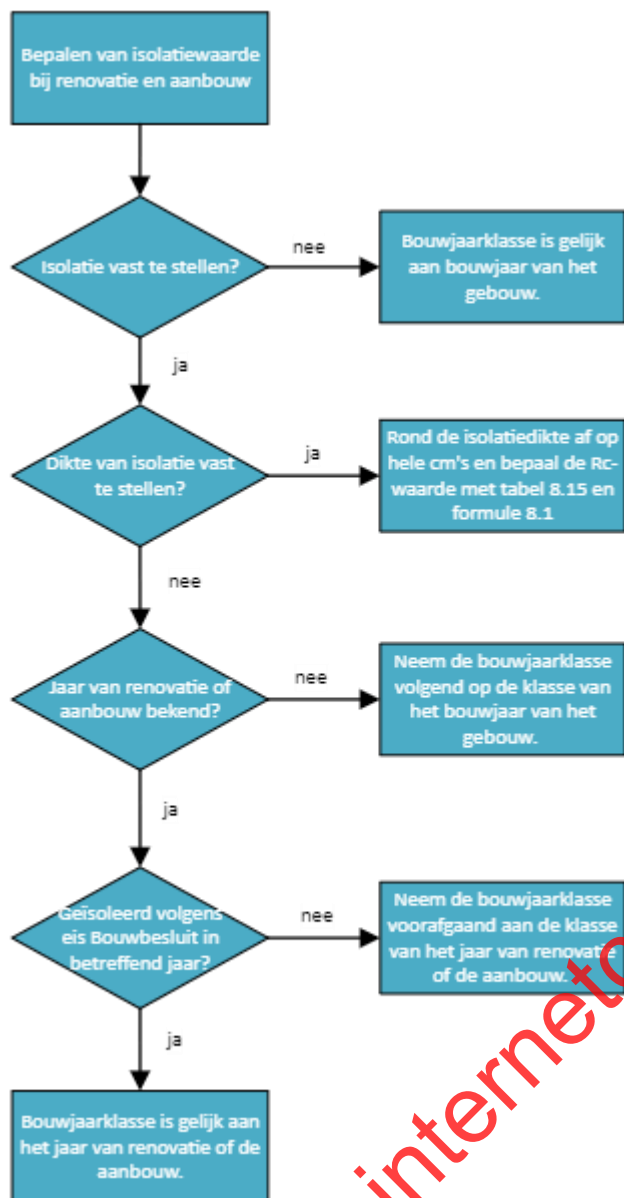 Bepalen van isolatiewaarde
bij renovatie en aanbouw
Isolatie vast te stellen?
nee
Bouwjaarklasse is gelijk
aan bouwjaar van het
gebouw.
ja
Dikte van isolatie vast
te stellen?
ja
Rond de isolatiedikte af op
hele cm's en bepaal de Rc-
waarde met tabel 8.15 en
formule 8.1
nee
Jaar van renovatie of
aanbouw bekend?
nee
Neem de bouwjaarklasse
volgend op de klasse van
het bouwjaar van het
gebouw.
ja
Geïsoleerd volgens
eis Bouwbesluit in
betreffend jaar?
nee
Neem de bouwjaarklasse
voorafgaand aan de klasse
van het jaar van renovatie
of de aanbouw.
ja
Bouwjaarklasse is gelijk aan
het jaar van renovatie of de
aanbouw.